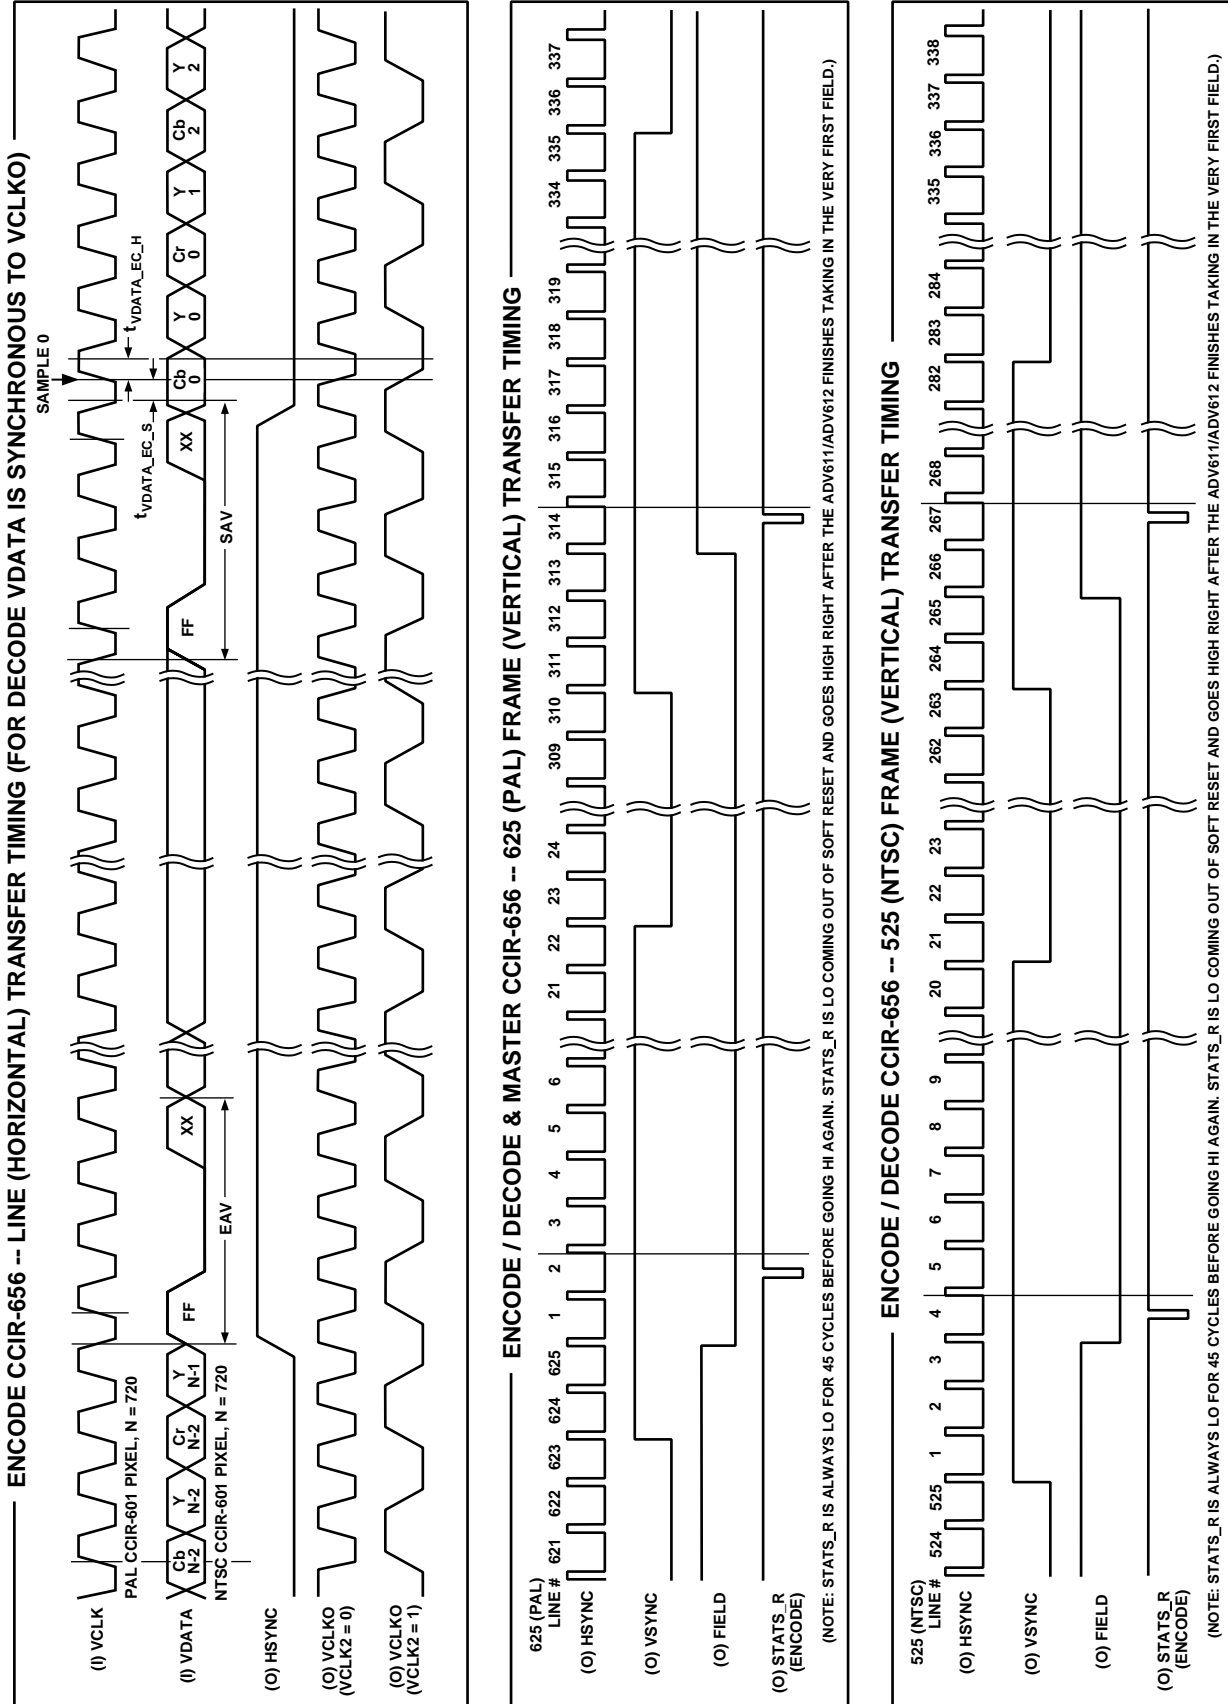 ENCODE CCIR-656 -- LINE (HORIZONTAL) TRANSFER TIMING (FOR DECODE VDATA IS SYNCHRONOUS TO VCLKO)
SAMPLE 0
(I) VCLK
PAL CCIR-601 PIXEL, N = 720
tVDATA_EC_S
tVDATA_EC_H
(I) VDATA
Cb N-2
Y N-2
Cr N-2
Y N-1
FF
XX
FF
XX
Cb 0
Y 0
Cr 0
Y 1
Cb 2
Y 2
NTSC CCIR-601 PIXEL, N = 720
EAV
SAV
(O) HSYNC
(O) VCLKO
(VCLK2 = 0)
(O) VCLKO
(VCLK2 = 1)
ENCODE / DECODE & MASTER CCIR-656 -- 625 (PAL) FRAME (VERTICAL) TRANSFER TIMING
625 (PAL)
LINE # 621 622 623 624 625 1 2 3 4 5 6 21 22 23 24 309 310 311 312 313 314 315 316 317 318 319 334 335 336 337
(O) HSYNC
(O) VSYNC
(O) FIELD
(O) STATS_R
(ENCODE)
(NOTE: STATS_R IS ALWAYS LO FOR 45 CYCLES BEFORE GOING HI AGAIN. STATS_R IS LO COMING OUT OF SOFT RESET AND GOES HIGH RIGHT AFTER THE ADV611/ADV612 FINISHES TAKING IN THE VERY FIRST FIELD.)
ENCODE / DECODE CCIR-656 -- 525 (NTSC) FRAME (VERTICAL) TRANSFER TIMING
525 (NTSC)
LINE # 524 525 1 2 3 4 5 6 7 8 9 20 21 22 23 262 263 264 265 266 267 268 282 283 284 335 336 337 338
(O) HSYNC
(O) VSYNC
(O) FIELD
(O) STATS_R
(ENCODE)
(NOTE: STATS_R IS ALWAYS LO FOR 45 CYCLES BEFORE GOING HI AGAIN. STATS_R IS LO COMING OUT OF SOFT RESET AND GOES HIGH RIGHT AFTER THE ADV611/ADV612 FINISHES TAKING IN THE VERY FIRST FIELD.)